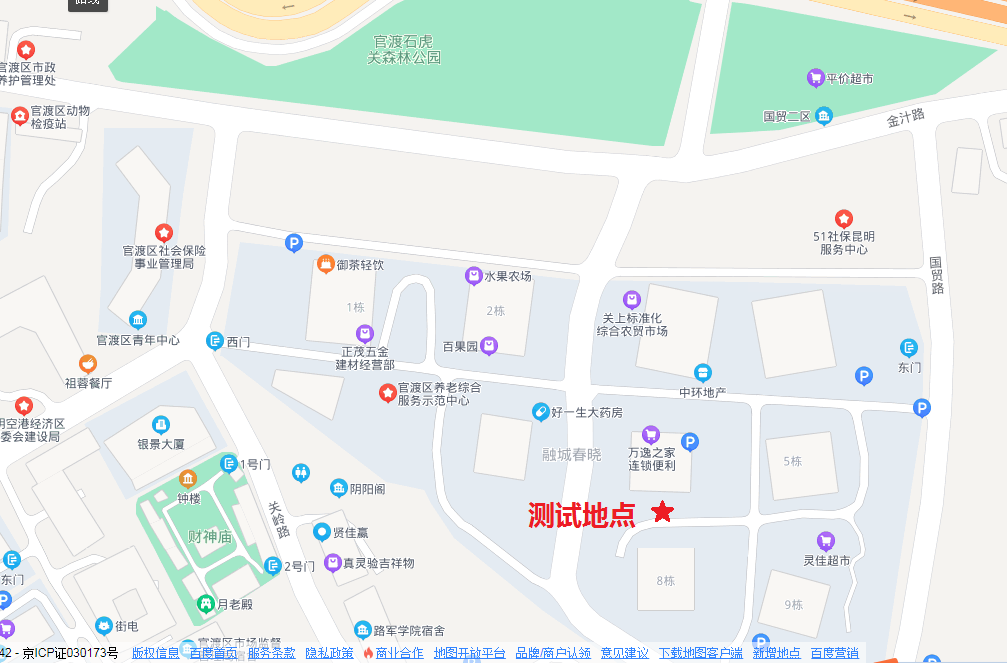 路线
官渡石虎
关森林公园
官渡区市政
养护管理处
平价超市
官渡区动物
检疫站
国贸二区
金汁路
官渡区社会保险
事业管理局
51社保昆明
服务中心
国贸路
御茶轻饮
水果农场
1栋
2栋
关上标准化
综合农贸市场
官渡区青年中心
西门
百果园
正茂五金
建材经营部
东门
祖蓉餐厅
官渡区养老综合
服务示范中心
中环地产
明空港经济区
委会建设局
好一生大药房
银景大厦
融城春晓
万逸之家
连锁便利
5栋
1号门
钟楼
阴阳阁
测试地点
关岭路
财神庙
贤佳赢
灵佳超市
2号门
真灵验吉祥物
东门
8栋
月老殿
9栋
街电
路军学院宿舍
官渡区市场监督
42 - 京ICP证030173号 版权信息 百度首页 服务条款 隐私政策 商业合作 地图开放平台 品牌/商户认领 意见建议 下载地图客户端 新增地点 百度营销